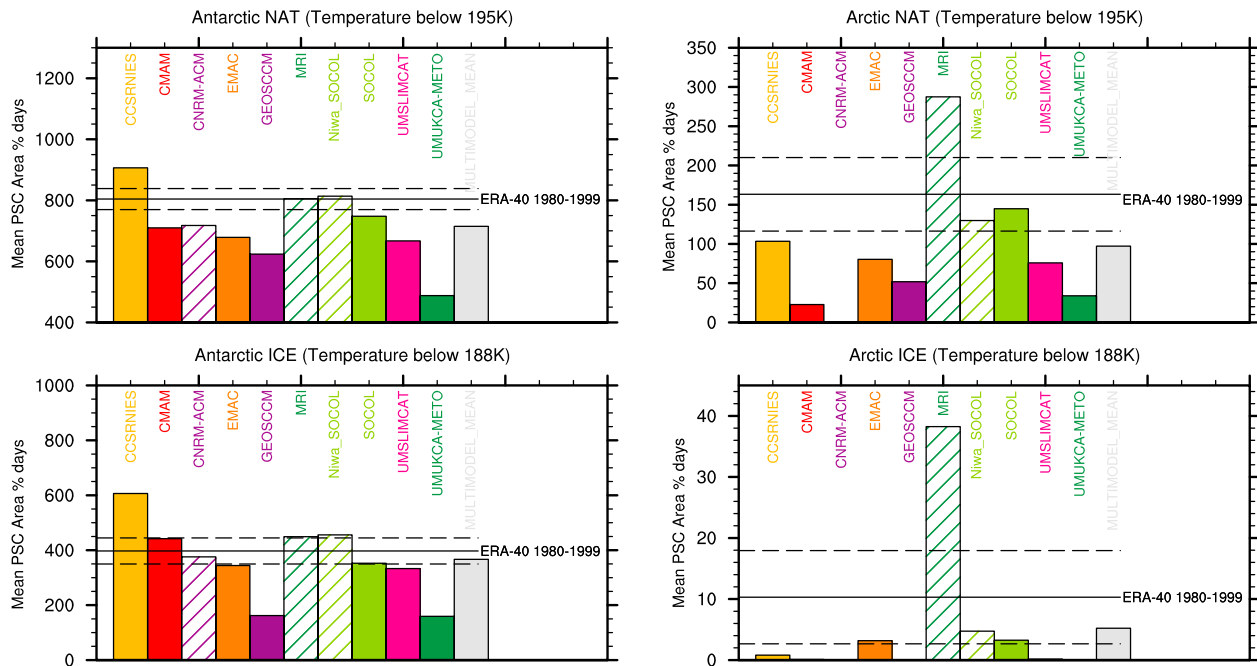 Antarctic NAT (Temperature below 195K)
Mean PSC Area % days
1200
1000
800
600
400
CCSRNIES
CMAM
CNRM-ACM
EMAC
GEOSCCM
MRI
Niwa_SOCOL
SOCOL
UMSLIMCAT
UMUKCA-METO
MULTIMODEL_MEAN
ERA-40 1980-1999
Arctic NAT (Temperature below 195K)
Mean PSC Area % days
350
300
250
200
150
100
50
0
CCSRNIES
CMAM
CNRM-ACM
EMAC
GEOSCCM
MRI
Niwa_SOCOL
SOCOL
UMSLIMCAT
UMUKCA-METO
MULTIMODEL_MEAN
ERA-40 1980-1999
Antarctic ICE (Temperature below 188K)
Mean PSC Area % days
1000
800
600
400
200
0
CCSRNIES
CMAM
CNRM-ACM
EMAC
GEOSCCM
MRI
Niwa_SOCOL
SOCOL
UMSLIMCAT
UMUKCA-METO
MULTIMODEL_MEAN
ERA-40 1980-1999
Arctic ICE (Temperature below 188K)
Mean PSC Area % days
40
30
20
10
0
CCSRNIES
CMAM
CNRM-ACM
EMAC
GEOSCCM
MRI
Niwa_SOCOL
SOCOL
UMSLIMCAT
UMUKCA-METO
MULTIMODEL_MEAN
ERA-40 1980-1999